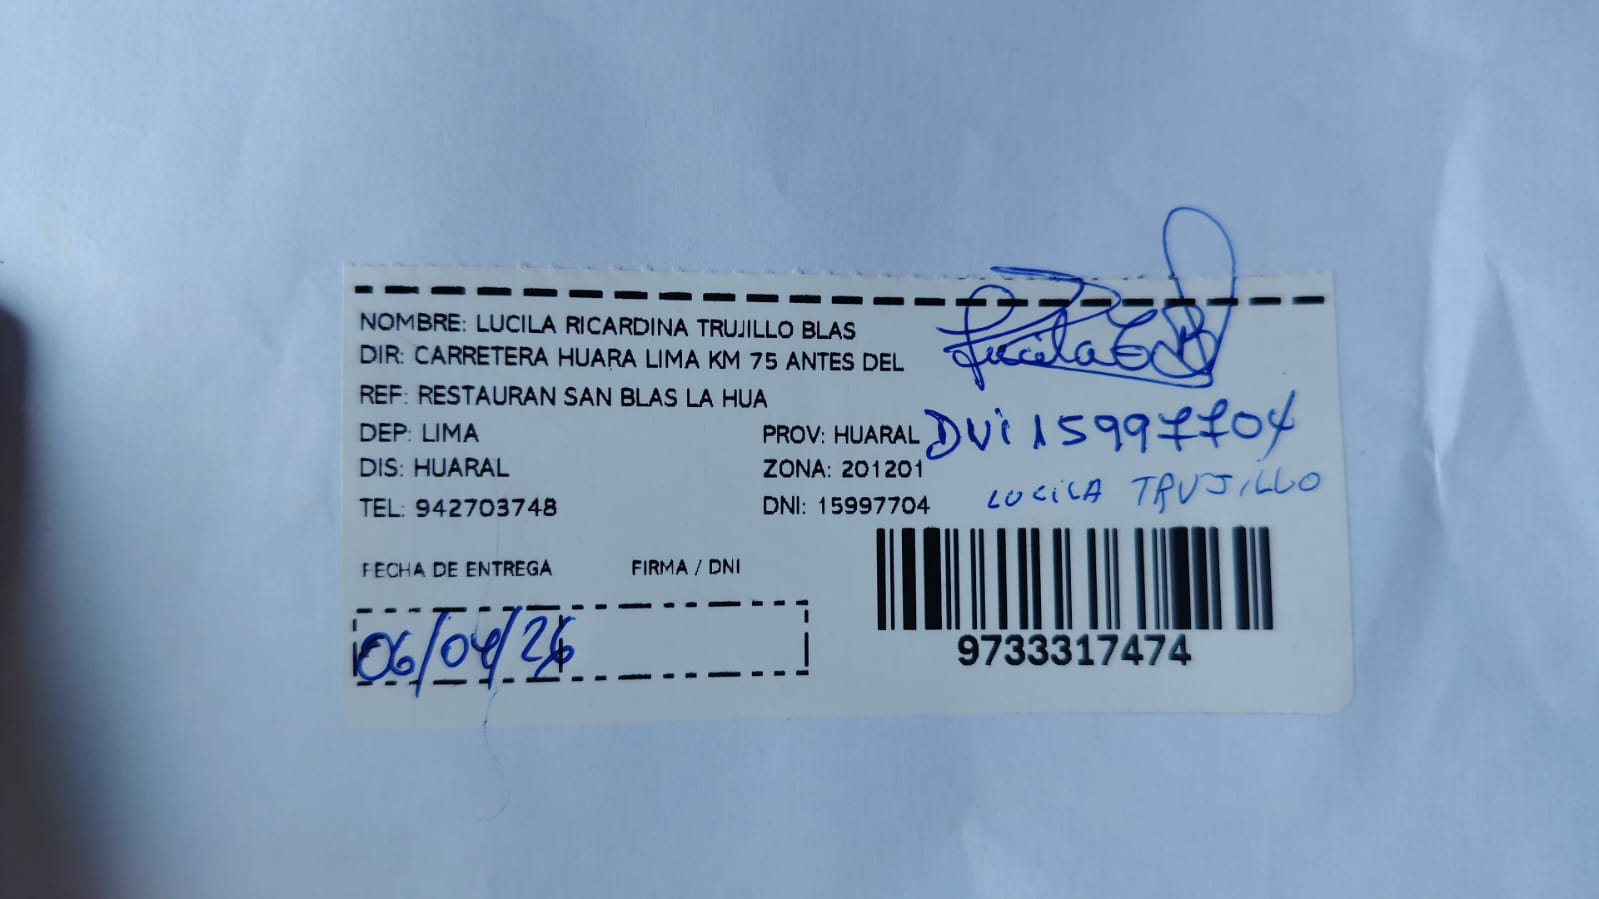 NOMBRE: LUCILA RICARDINA TRUJILLO BLAS
DIR: CARRETERA HUARA LIMA KM 75 ANTES DEL
Lucila
REF: RESTAURAN SAN BLAS LA HUA
DEP: LIMA PROV: HUARAL
DNI 15997704
DIS: HUARAL ZONA: 201201
LUCILA TRUJILLO
TEL: 942703748 DNI: 15997704
FECHA DE ENTREGA FIRMA / DNI
06/04/26
9733317474